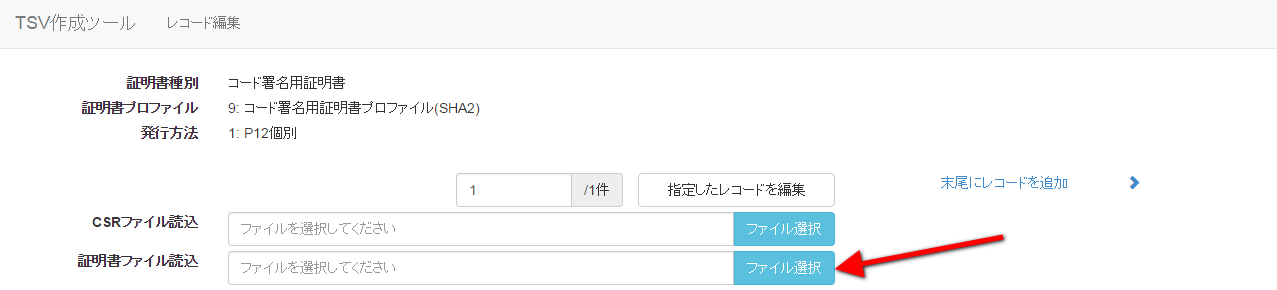 TSV作成ツール レコード編集
証明書種別 コード署名用証明書
証明書プロファイル 9: コード署名用証明書プロファイル(SHA2)
発行方法 1: P12個別
1 /1件 指定したレコードを編集 末尾にレコードを追加
CSRファイル読込 ファイルを選択してください ファイル選択
証明書ファイル読込 ファイルを選択してください ファイル選択